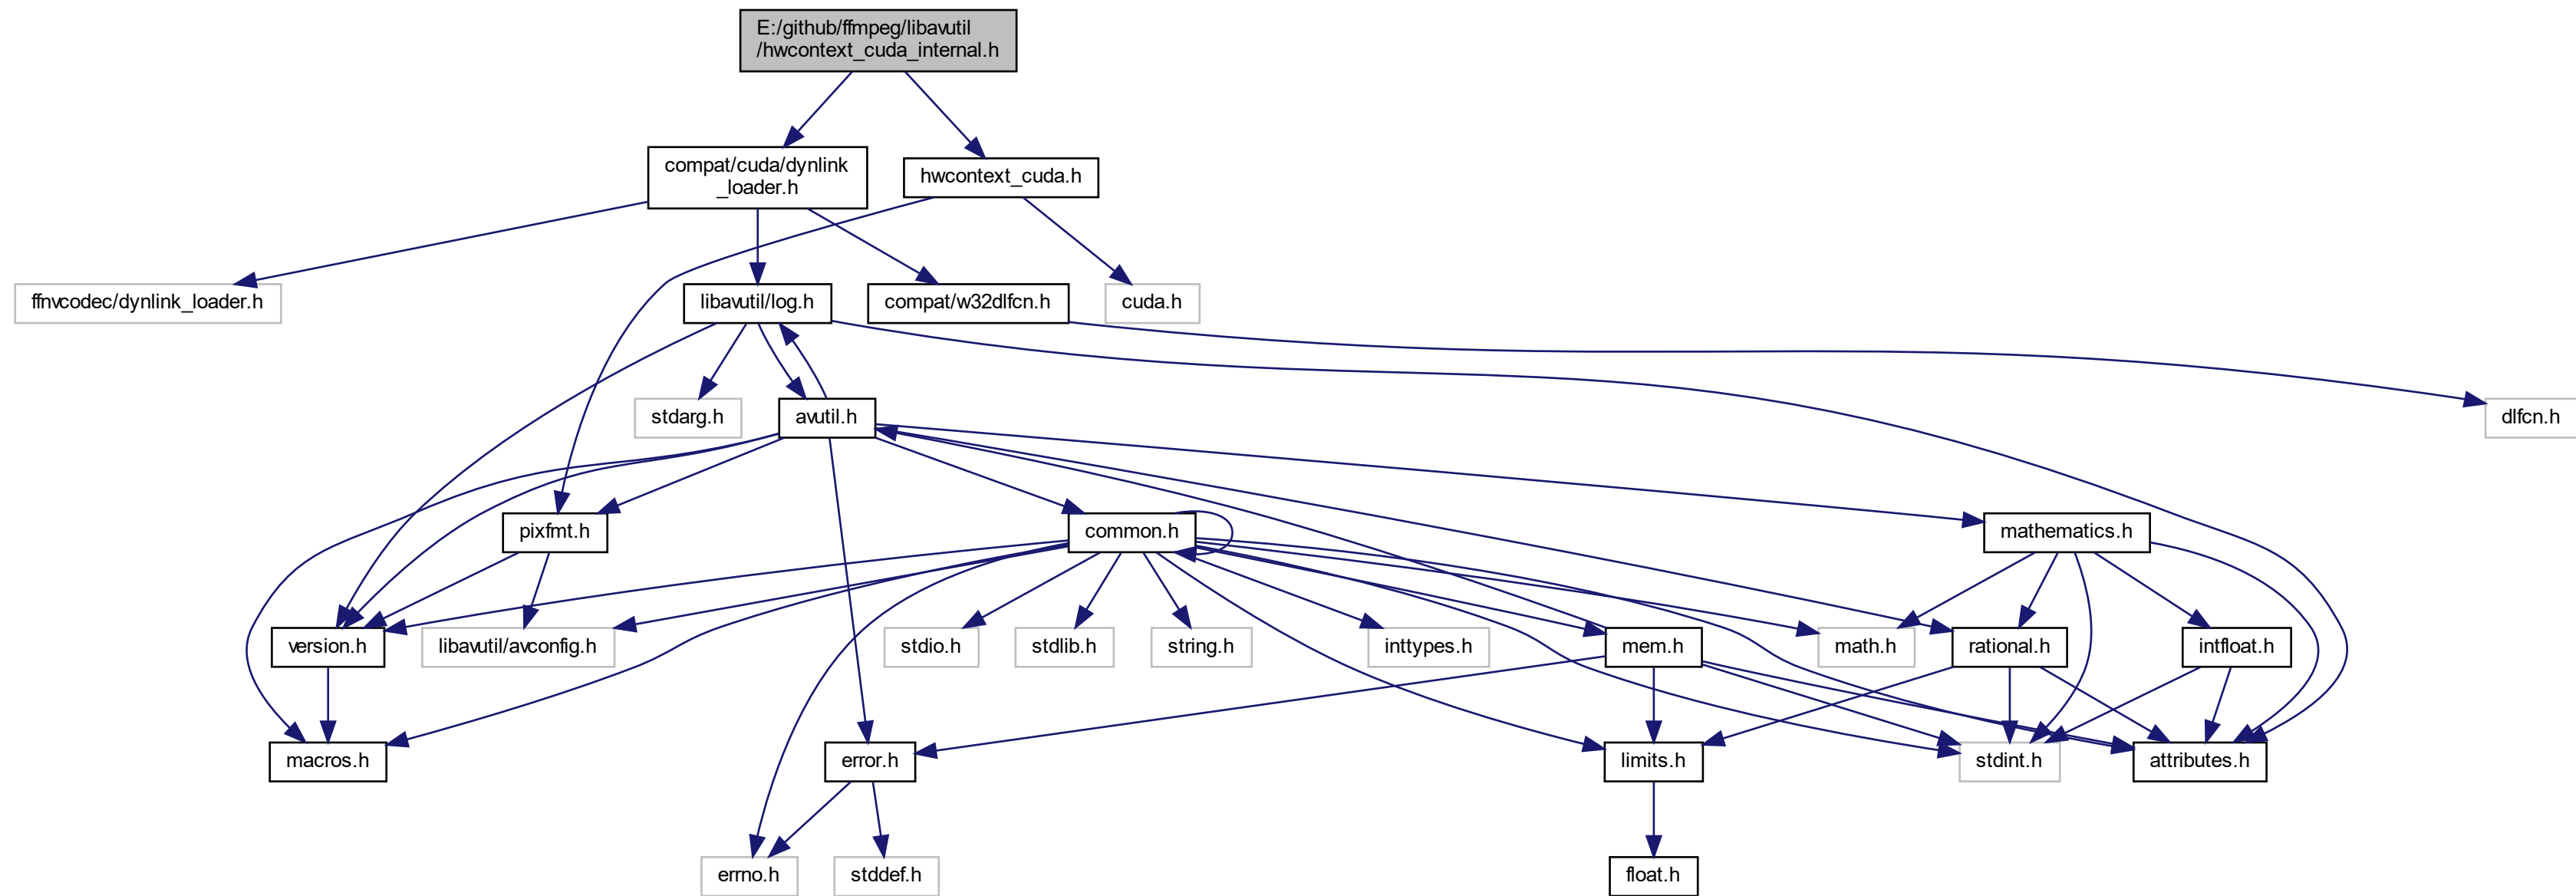 E:/github/ffmpeg/libavutil
/hwcontext_cuda_internal.h
compat/cuda/dynlink
_loader.h
hwcontext_cuda.h
ffnvcodec/dynlink_loader.h
libavutil/log.h
compat/w32dlfcn.h
cuda.h
stdarg.h
avutil.h
dlfcn.h
pixfmt.h
common.h
mathematics.h
version.h
libavutil/avconfig.h
stdio.h
stdlib.h
string.h
inttypes.h
mem.h
math.h
rational.h
intfloat.h
macros.h
error.h
limits.h
stdint.h
attributes.h
errno.h
stddef.h
float.h